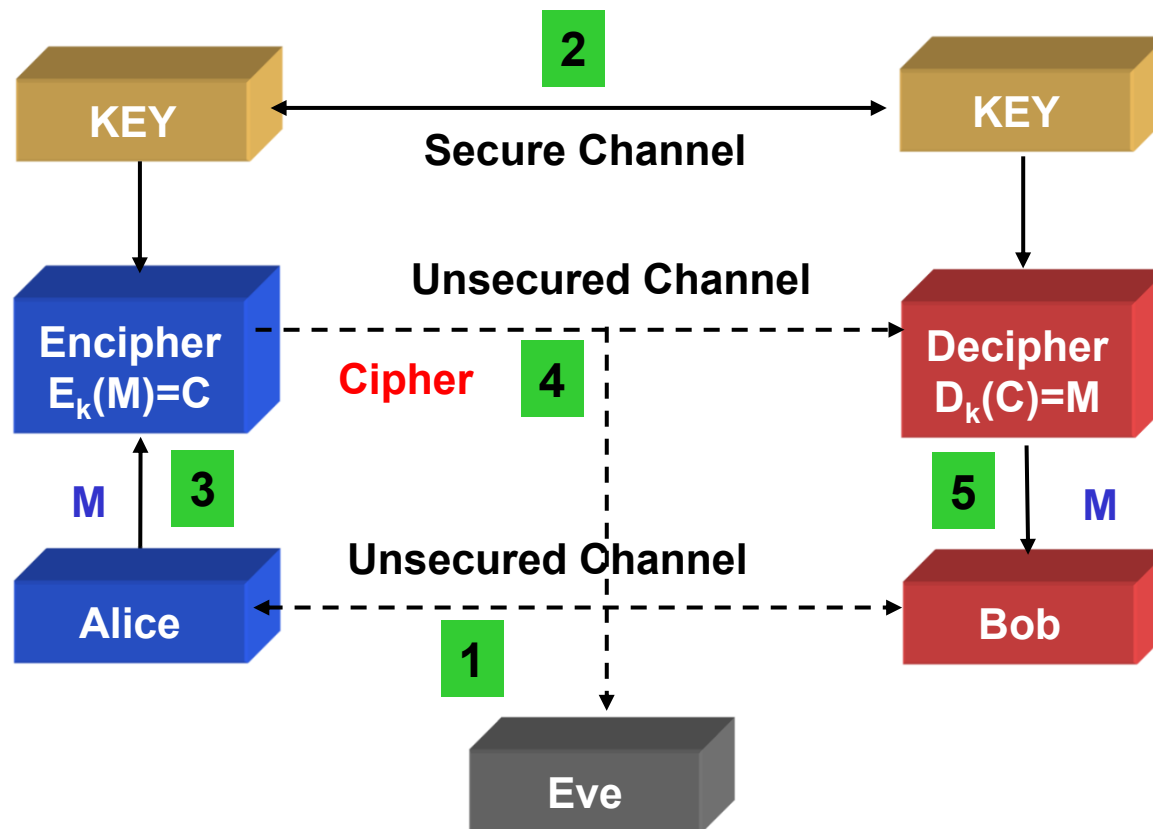 2
KEY
KEY
Secure Channel
Unsecured Channel
Encipher
Eₖ(M)=C
Cipher
4
Decipher
Dₖ(C)=M
M
3
5
M
Unsecured Channel
Alice
1
Bob
Eve